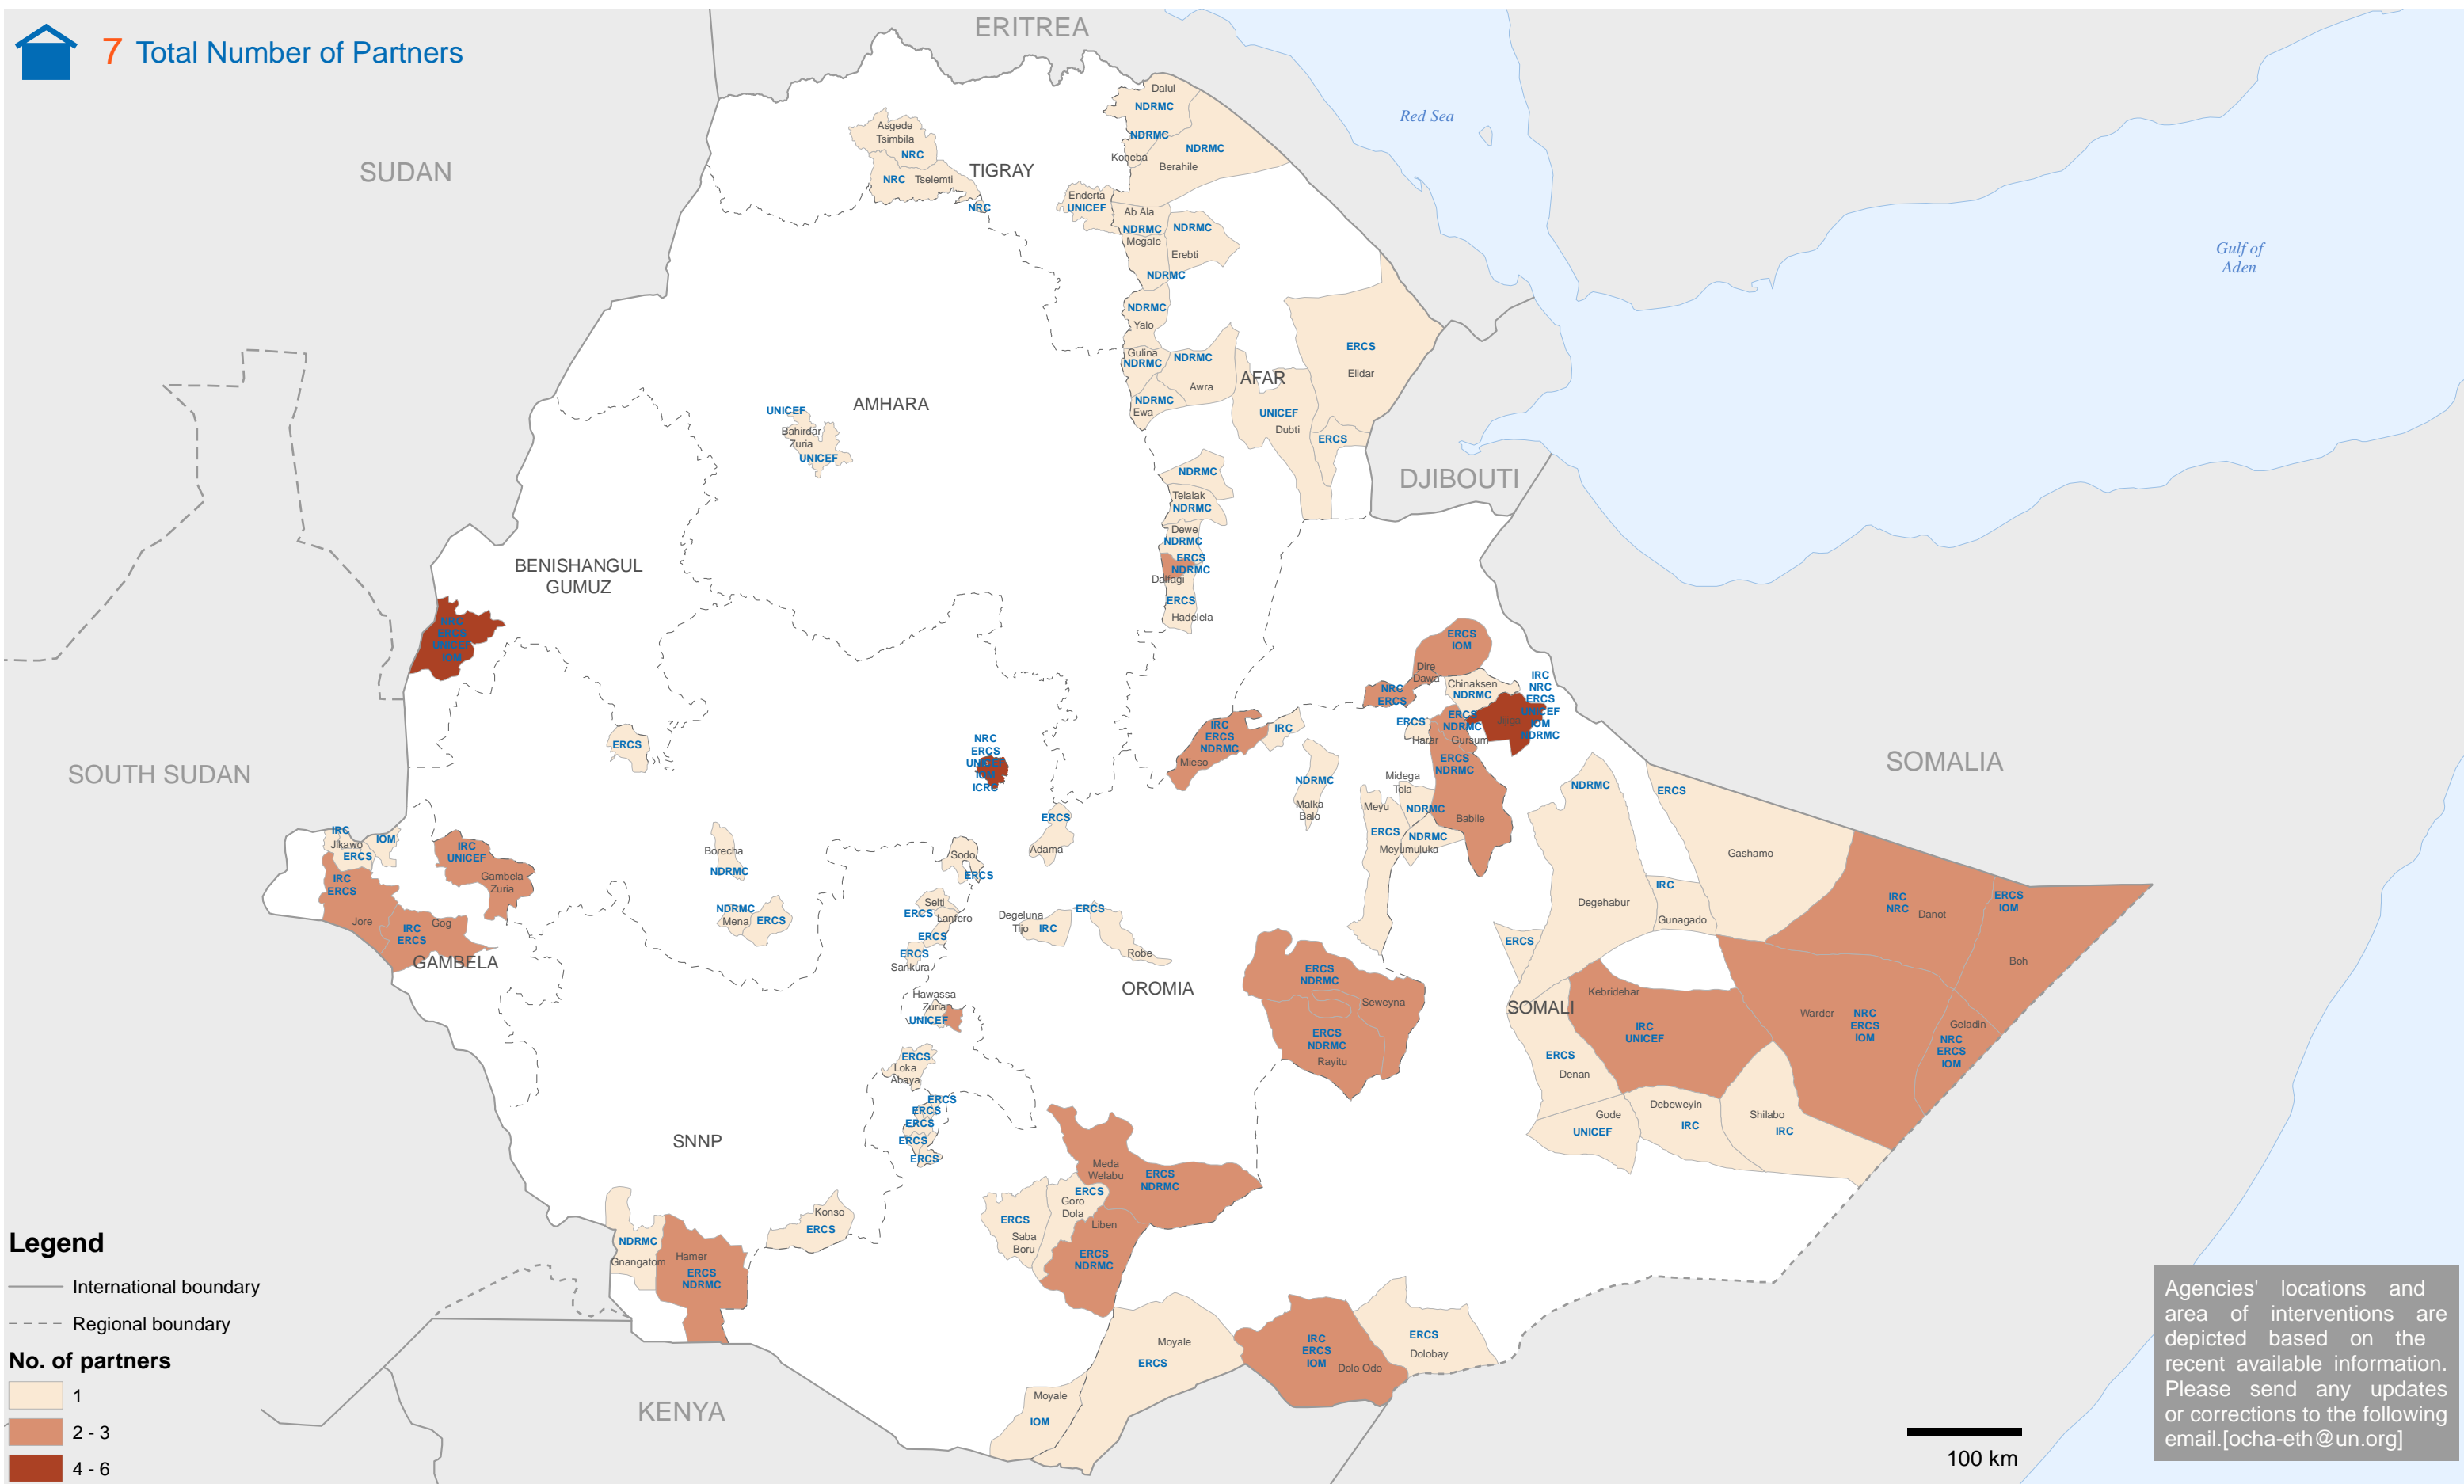 7 Total Number of Partners
ERITREA
SUDAN
Red Sea
Gulf of
Aden
DJIBOUTI
SOMALIA
SOUTH SUDAN
KENYA
TIGRAY
AFAR
AMHARA
BENISHANGUL
GUMUZ
GAMBELA
OROMIA
SOMALI
SNNP
Dalul
NDRMC
NDRMC
Koneba
NDRMC
Berahile
Asgede
Tsimbila
NRC
NRC
Tselemti
NRC
Enderta
UNICEF
Ab Ala
NDRMC
Megale
NDRMC
NDRMC
Erebti
NDRMC
Yalo
Gulina
NDRMC
NDRMC
Awra
NDRMC
Ewa
ERCS
Elidar
UNICEF
Dubti
ERCS
UNICEF
Bahirdar
Zuria
UNICEF
NDRMC
Telalak
NDRMC
Dewe
NDRMC
ERCS
NDRMC
Dalfagi
ERCS
Hadelela
NRC
ERCS
UNICEF
IOM
ERCS
NRC
ERCS
UNICEF
IOM
ICRC
ERCS
IOM
Dire
Dawa
NRC
ERCS
Chinaksen
NDRMC
IRC
NRC
ERCS
UNICEF
IOM
NDRMC
Jijiga
ERCS
Harar
ERCS
NDRMC
Gursum
ERCS
NDRMC
Babile
IRC
ERCS
NDRMC
Mieso
IRC
NDRMC
Malka
Balo
Midega
Tola
NDRMC
Meyu
ERCS
NDRMC
Meyumuluka
NDRMC
Degehabur
ERCS
Gashamo
IRC
Gunagado
ERCS
IRC
NRC
Danot
ERCS
IOM
Boh
IRC
Jikawo
ERCS
IOM
IRC
UNICEF
Gambela
Zuria
IRC
ERCS
Jore
Gog
IRC
ERCS
Borecha
NDRMC
NDRMC
Mena
ERCS
ERCS
Adama
Sodo
ERCS
Selti
ERCS
Lanfero
ERCS
ERCS
Sankura
Degeluna
Tijo
IRC
ERCS
Robe
Hawassa
Zuria
UNICEF
ERCS
Loka
Abaya
ERCS
ERCS
ERCS
ERCS
ERCS
ERCS
NDRMC
Seweyna
ERCS
NDRMC
Rayitu
Kebridehar
IRC
UNICEF
Warder
NRC
ERCS
IOM
Geladin
NRC
ERCS
IOM
ERCS
Denan
Gode
UNICEF
Debeweyin
IRC
Shilabo
IRC
Meda
Welabu
ERCS
NDRMC
ERCS
Goro
Dola
ERCS
Saba
Boru
Liben
ERCS
NDRMC
Konso
ERCS
NDRMC
Gnangatom
Hamer
ERCS
NDRMC
Moyale
ERCS
Moyale
IOM
IRC
ERCS
IOM
Dolo Odo
ERCS
Dolobay
Legend
International boundary
Regional boundary
No. of partners
1
2 - 3
4 - 6
100 km
Agencies' locations and
area of interventions are
depicted based on the
recent available information.
Please send any updates
or corrections to the following
email.[ocha-eth@un.org]